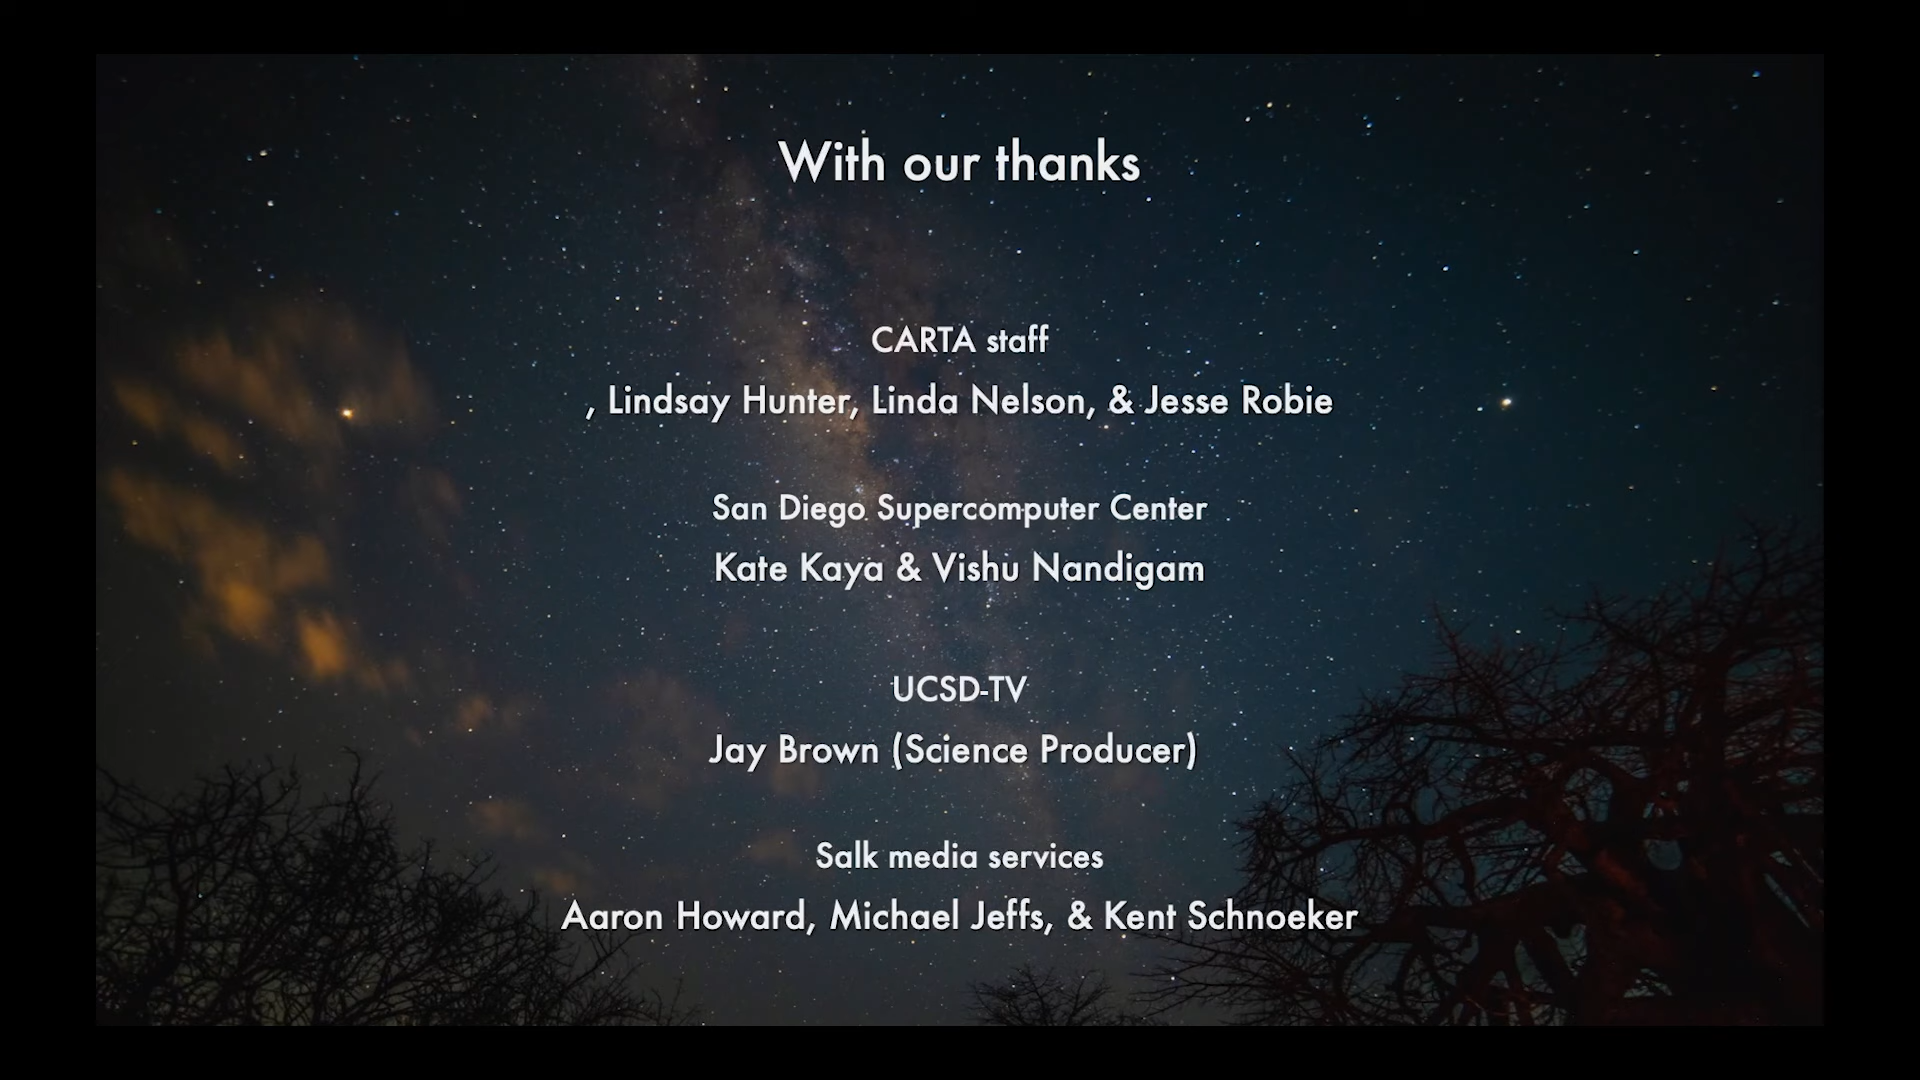 With our thanks
CARTA staff
, Lindsay Hunter, Linda Nelson, & Jesse Robie
San Diego Supercomputer Center
Kate Kaya & Vishu Nandigam
UCSD-TV
Jay Brown (Science Producer)
Salk media services
Aaron Howard, Michael Jeffs, & Kent Schnoeker